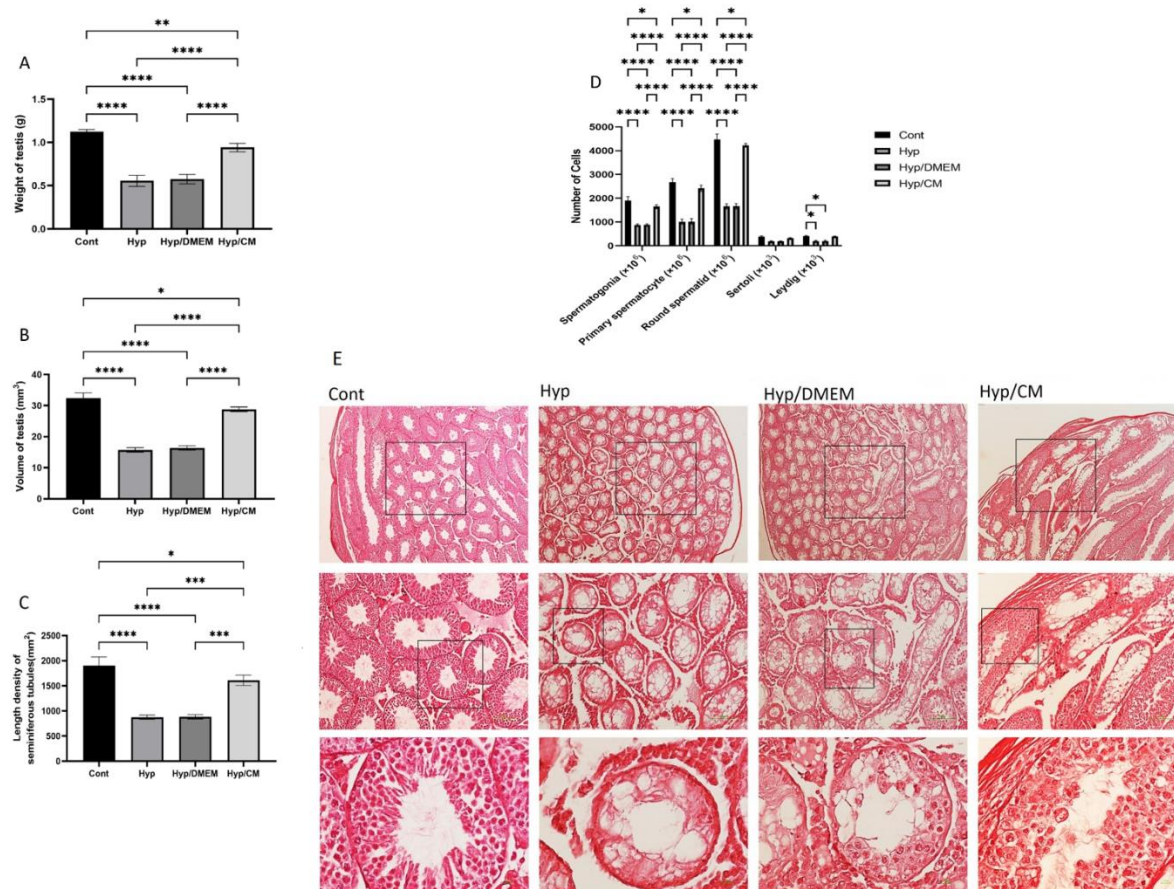 A
**
****
****
****
****
Weight of testis (g)
1.5
1.0
0.5
0.0
Cont
Hyp
Hyp/DMEM
Hyp/CM
B
*
****
****
****
****
Volume of testis (mm³)
40
30
20
10
0
Cont
Hyp
Hyp/DMEM
Hyp/CM
C
*
***
****
****
***
Length density of
seminiferous tubules(mm²)
2500
2000
1500
1000
500
0
Cont
Hyp
Hyp/DMEM
Hyp/CM
D
* * *
**** **** ****
**** **** ****
**** **** ****
**** **** ****
*
*
Number of Cells
5000
4000
3000
2000
1000
0
Spermatogonia (×10⁵)
Primary spermatocyte (×10⁵)
Round spermatid (×10⁵)
Sertoli (×10³)
Leydig (×10³)
Cont
Hyp
Hyp/DMEM
Hyp/CM
E
Cont
Hyp
Hyp/DMEM
Hyp/CM